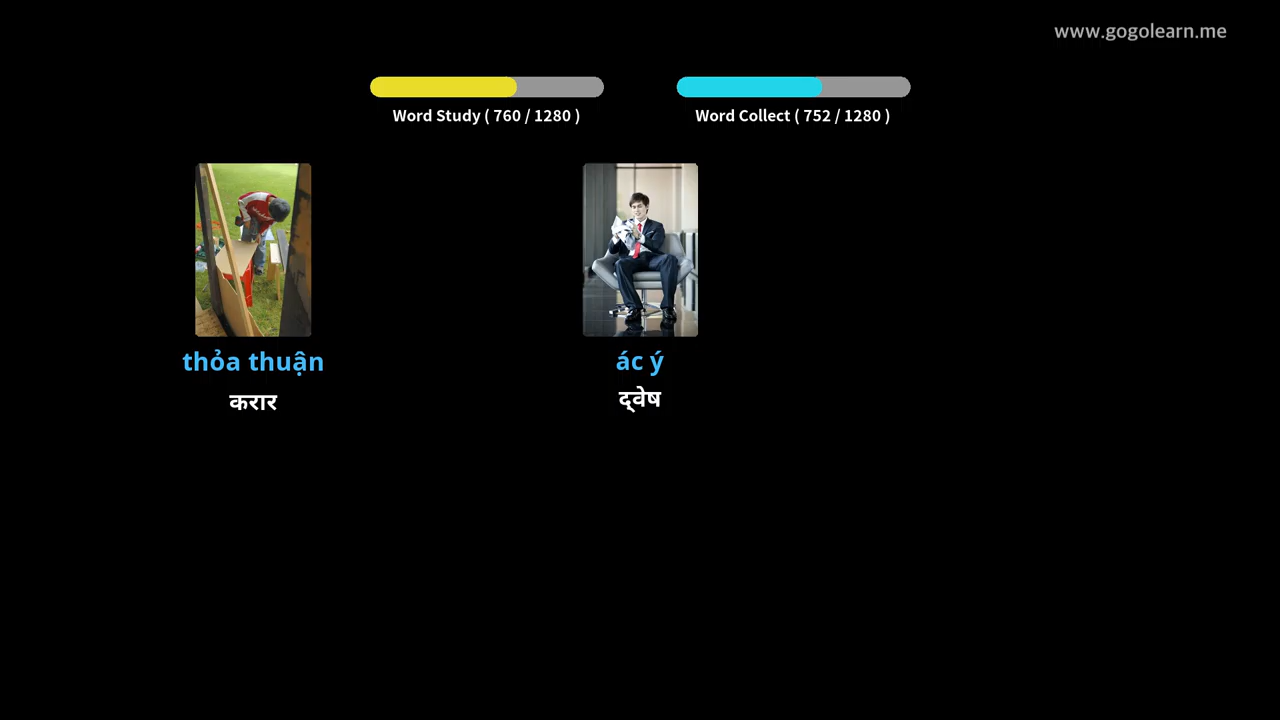 www.gogolearn.me
Word Study ( 760 / 1280 )
Word Collect ( 752 / 1280 )
thỏa thuận
करार
ác ý
द्वेष